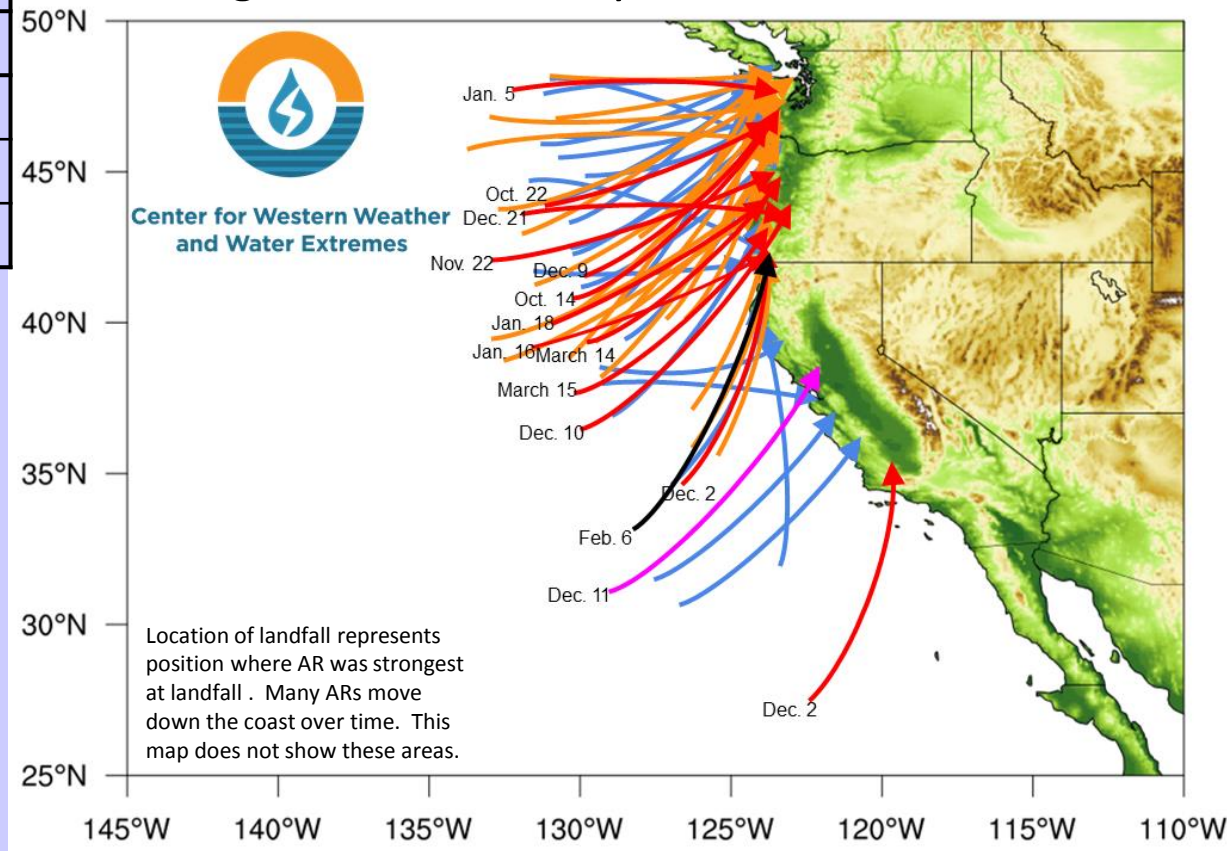 50°N
45°N
40°N
35°N
30°N
25°N
Center for Western Weather
and Water Extremes
Jan. 5
Oct. 22
Dec. 21
Nov. 22
Dec. 9
Oct. 14
Jan. 18
Jan. 16
March 14
March 15
Dec. 10
Dec. 2
Feb. 6
Dec. 11
Dec. 2
Location of landfall represents
position where AR was strongest
at landfall . Many ARs move
down the coast over time. This
map does not show these areas.
145°W 140°W 135°W 130°W 125°W 120°W 115°W 110°W